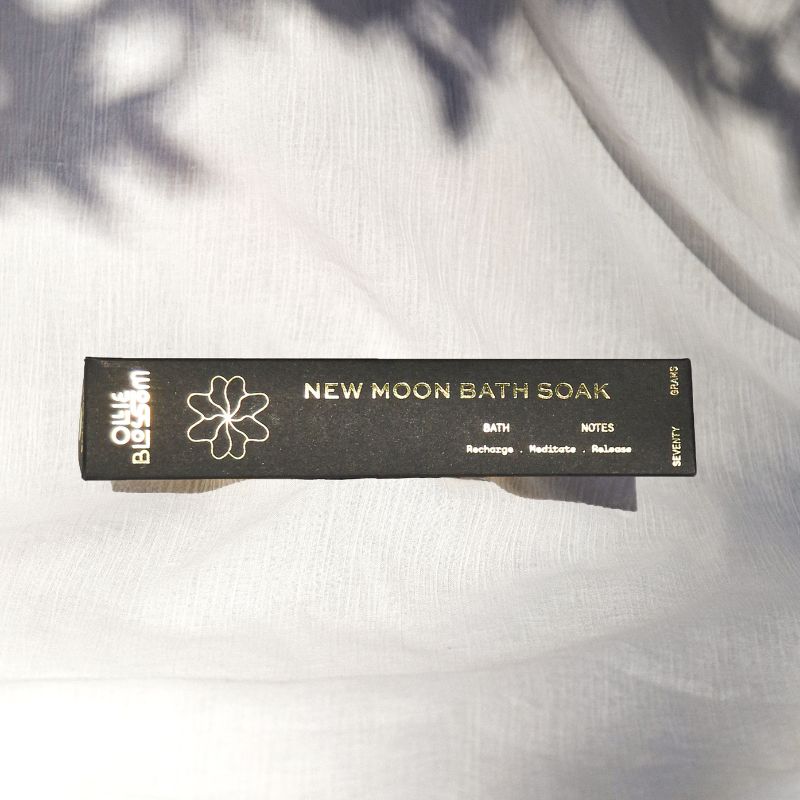 OLLIE
BLOSSOM
NEW MOON BATH SOAK
BATH NOTES
Recharge . Meditate . Release
SEVENTY GRAMS